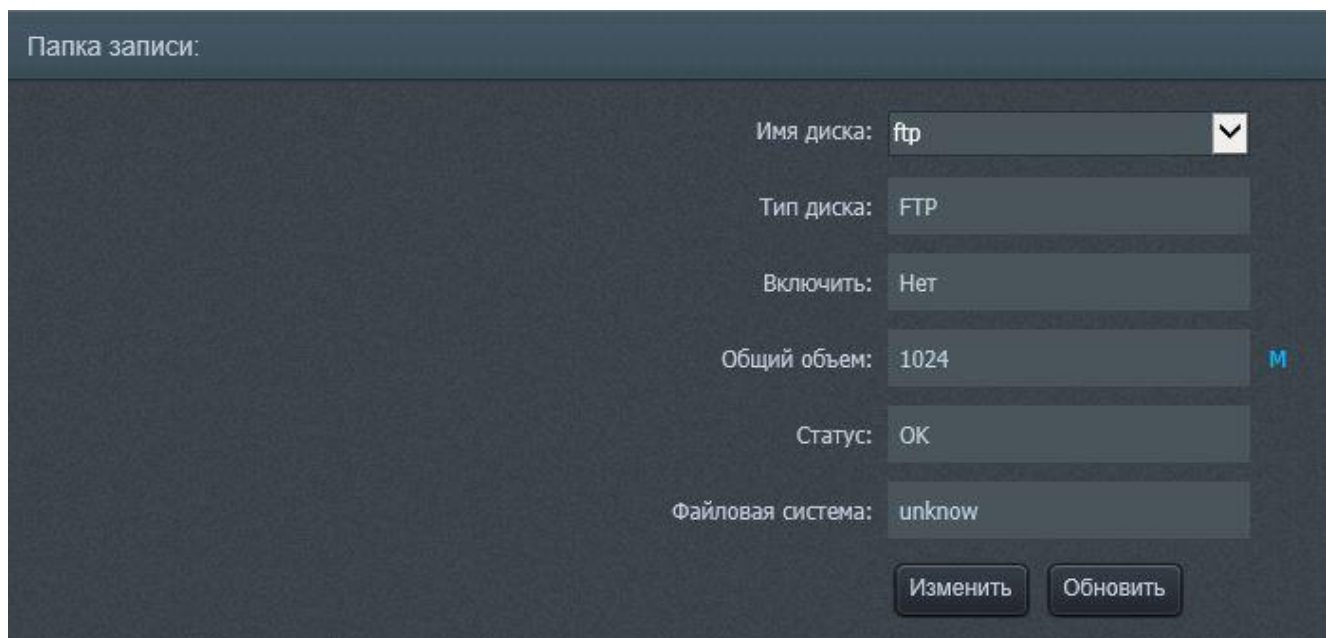 Папка записи:
Имя диска: ftp
Тип диска: FTP
Включить: Нет
Общий объем: 1024 M
Статус: OK
Файловая система: unknow
Изменить Обновить